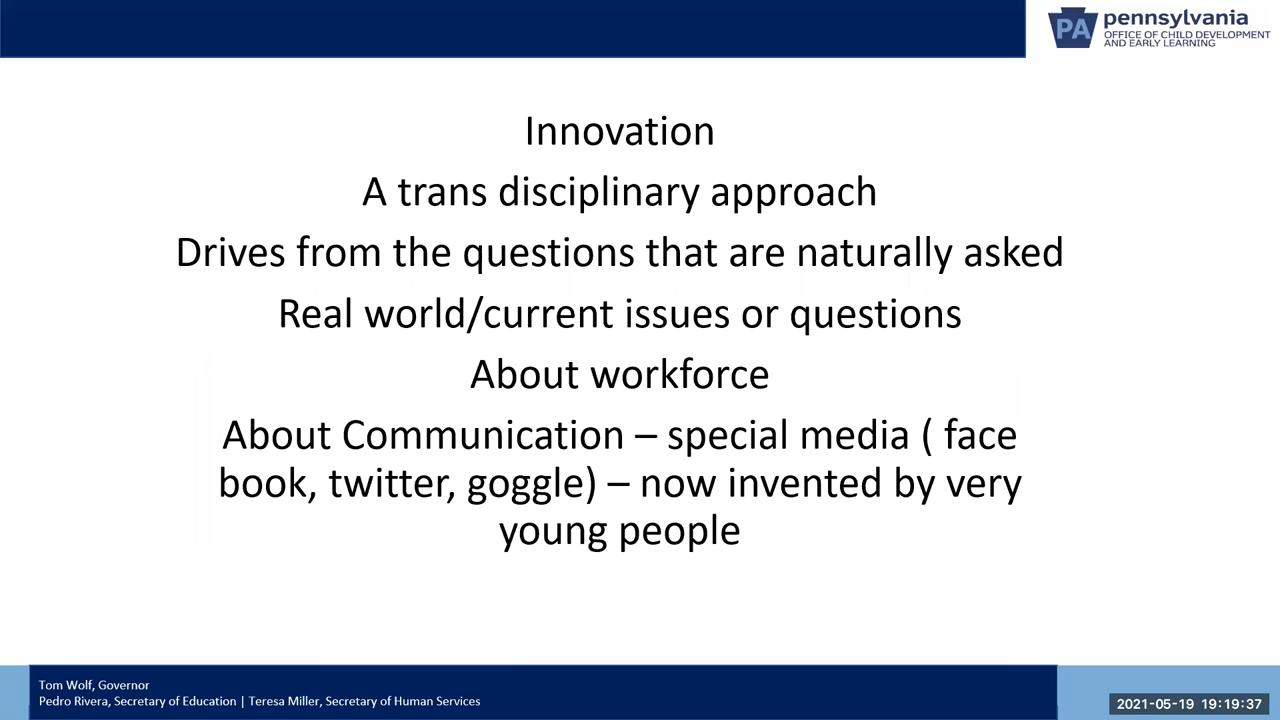 pennsylvania
PA
OFFICE OF CHILD DEVELOPMENT
AND EARLY LEARNING
Innovation
A trans disciplinary approach
Drives from the questions that are naturally asked
Real world/current issues or questions
About workforce
About Communication – special media ( face
book, twitter, goggle) – now invented by very
young people
Tom Wolf, Governor
Pedro Rivera, Secretary of Education | Teresa Miller, Secretary of Human Services
2021-05-19 19:19:37